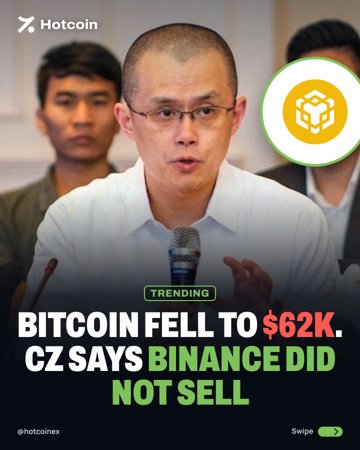 Hotcoin
TRENDING
BITCOIN FELL TO $62K.
CZ SAYS BINANCE DID
NOT SELL
@hotcoinex
Swipe